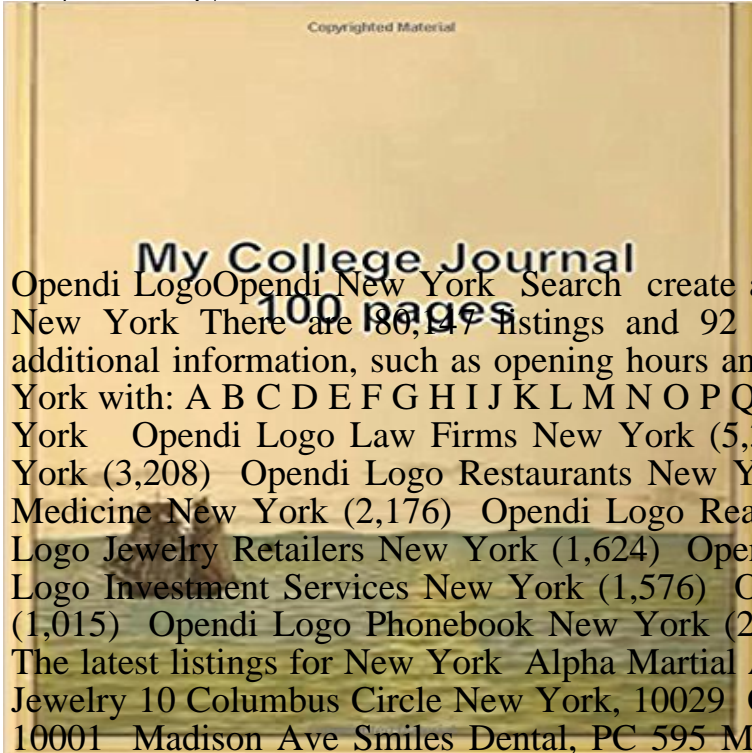 Copyrighted Material
My College Journal
100 pages
Opendi LogoOpendi New York Search create
New York There are 80,147 listings and 92
additional information, such as opening hours
York with: A B C D E F G H I J K L M N O P Q
York Opendi Logo Law Firms New York
York (3,208) Opendi Logo Restaurants New
Medicine New York (2,176) Opendi Logo
Logo Jewelry Retailers New York (1,624)
Logo Investment Services New York (1,576)
(1,015) Opendi Logo Phonebook New York
The latest listings for New York Alpha Martial
Jewelry 10 Columbus Circle New York, 10029
10001 Madison Ave Smiles Dental, PC 595